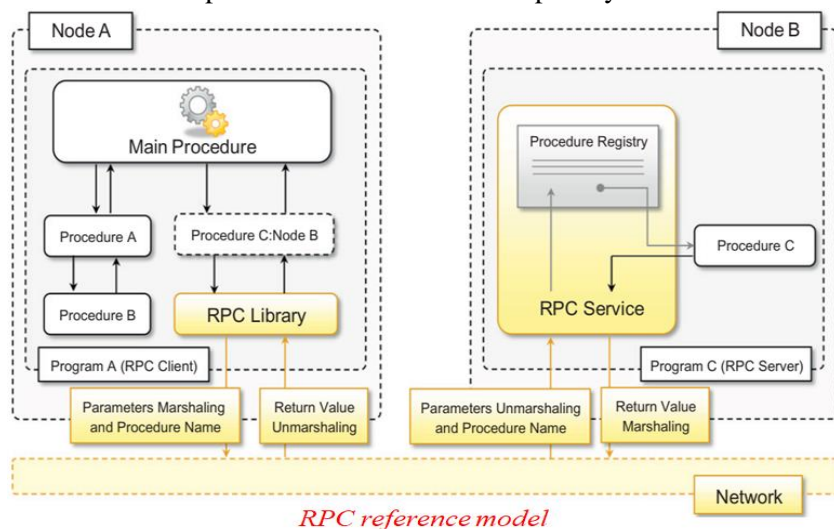 Node A
Node B
Main Procedure
Procedure Registry
Procedure A
Procedure C:Node B
Procedure C
Procedure B
RPC Library
RPC Service
Program A (RPC Client)
Program C (RPC Server)
Parameters Marshaling
and Procedure Name
Return Value
Unmarshaling
Parameters Unmarshaling
and Procedure Name
Return Value
Marshaling
Network
RPC reference model